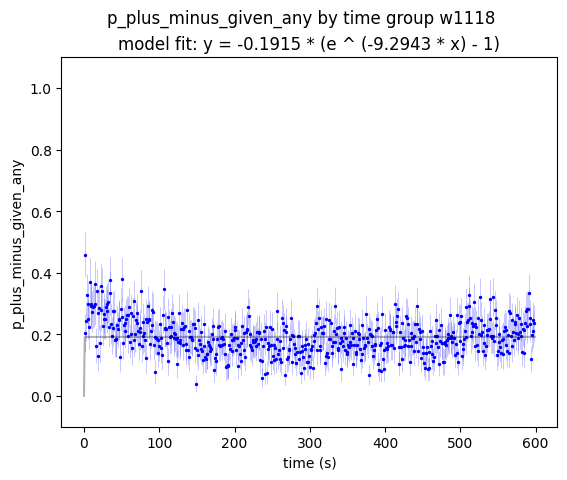 p_plus_minus_given_any by time group w1118
model fit: y = -0.1915 * (e ^ (-9.2943 * x) - 1)
1.0
0.8
0.6
0.4
0.2
0.0
p_plus_minus_given_any
0 100 200 300 400 500 600
time (s)